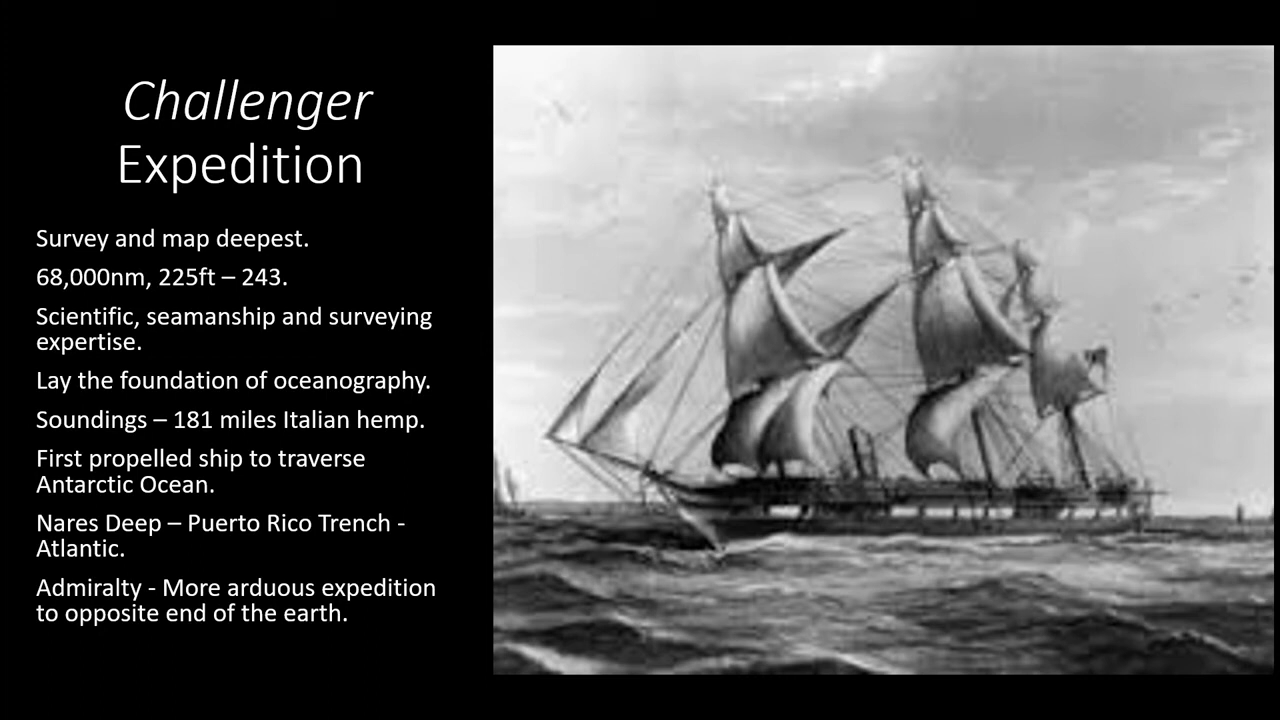 Challenger
Expedition
Survey and map deepest.
68,000nm, 225ft – 243.
Scientific, seamanship and surveying
expertise.
Lay the foundation of oceanography.
Soundings – 181 miles Italian hemp.
First propelled ship to traverse
Antarctic Ocean.
Nares Deep – Puerto Rico Trench -
Atlantic.
Admiralty - More arduous expedition
to opposite end of the earth.